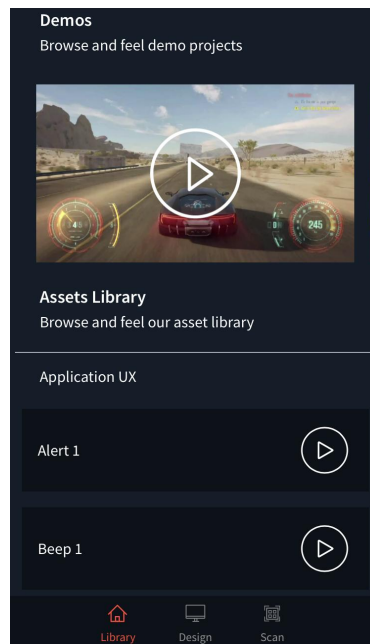 Demos
Browse and feel demo projects
245
Assets Library
Browse and feel our asset library
Application UX
Alert 1
Beep 1
Library
Design
Scan